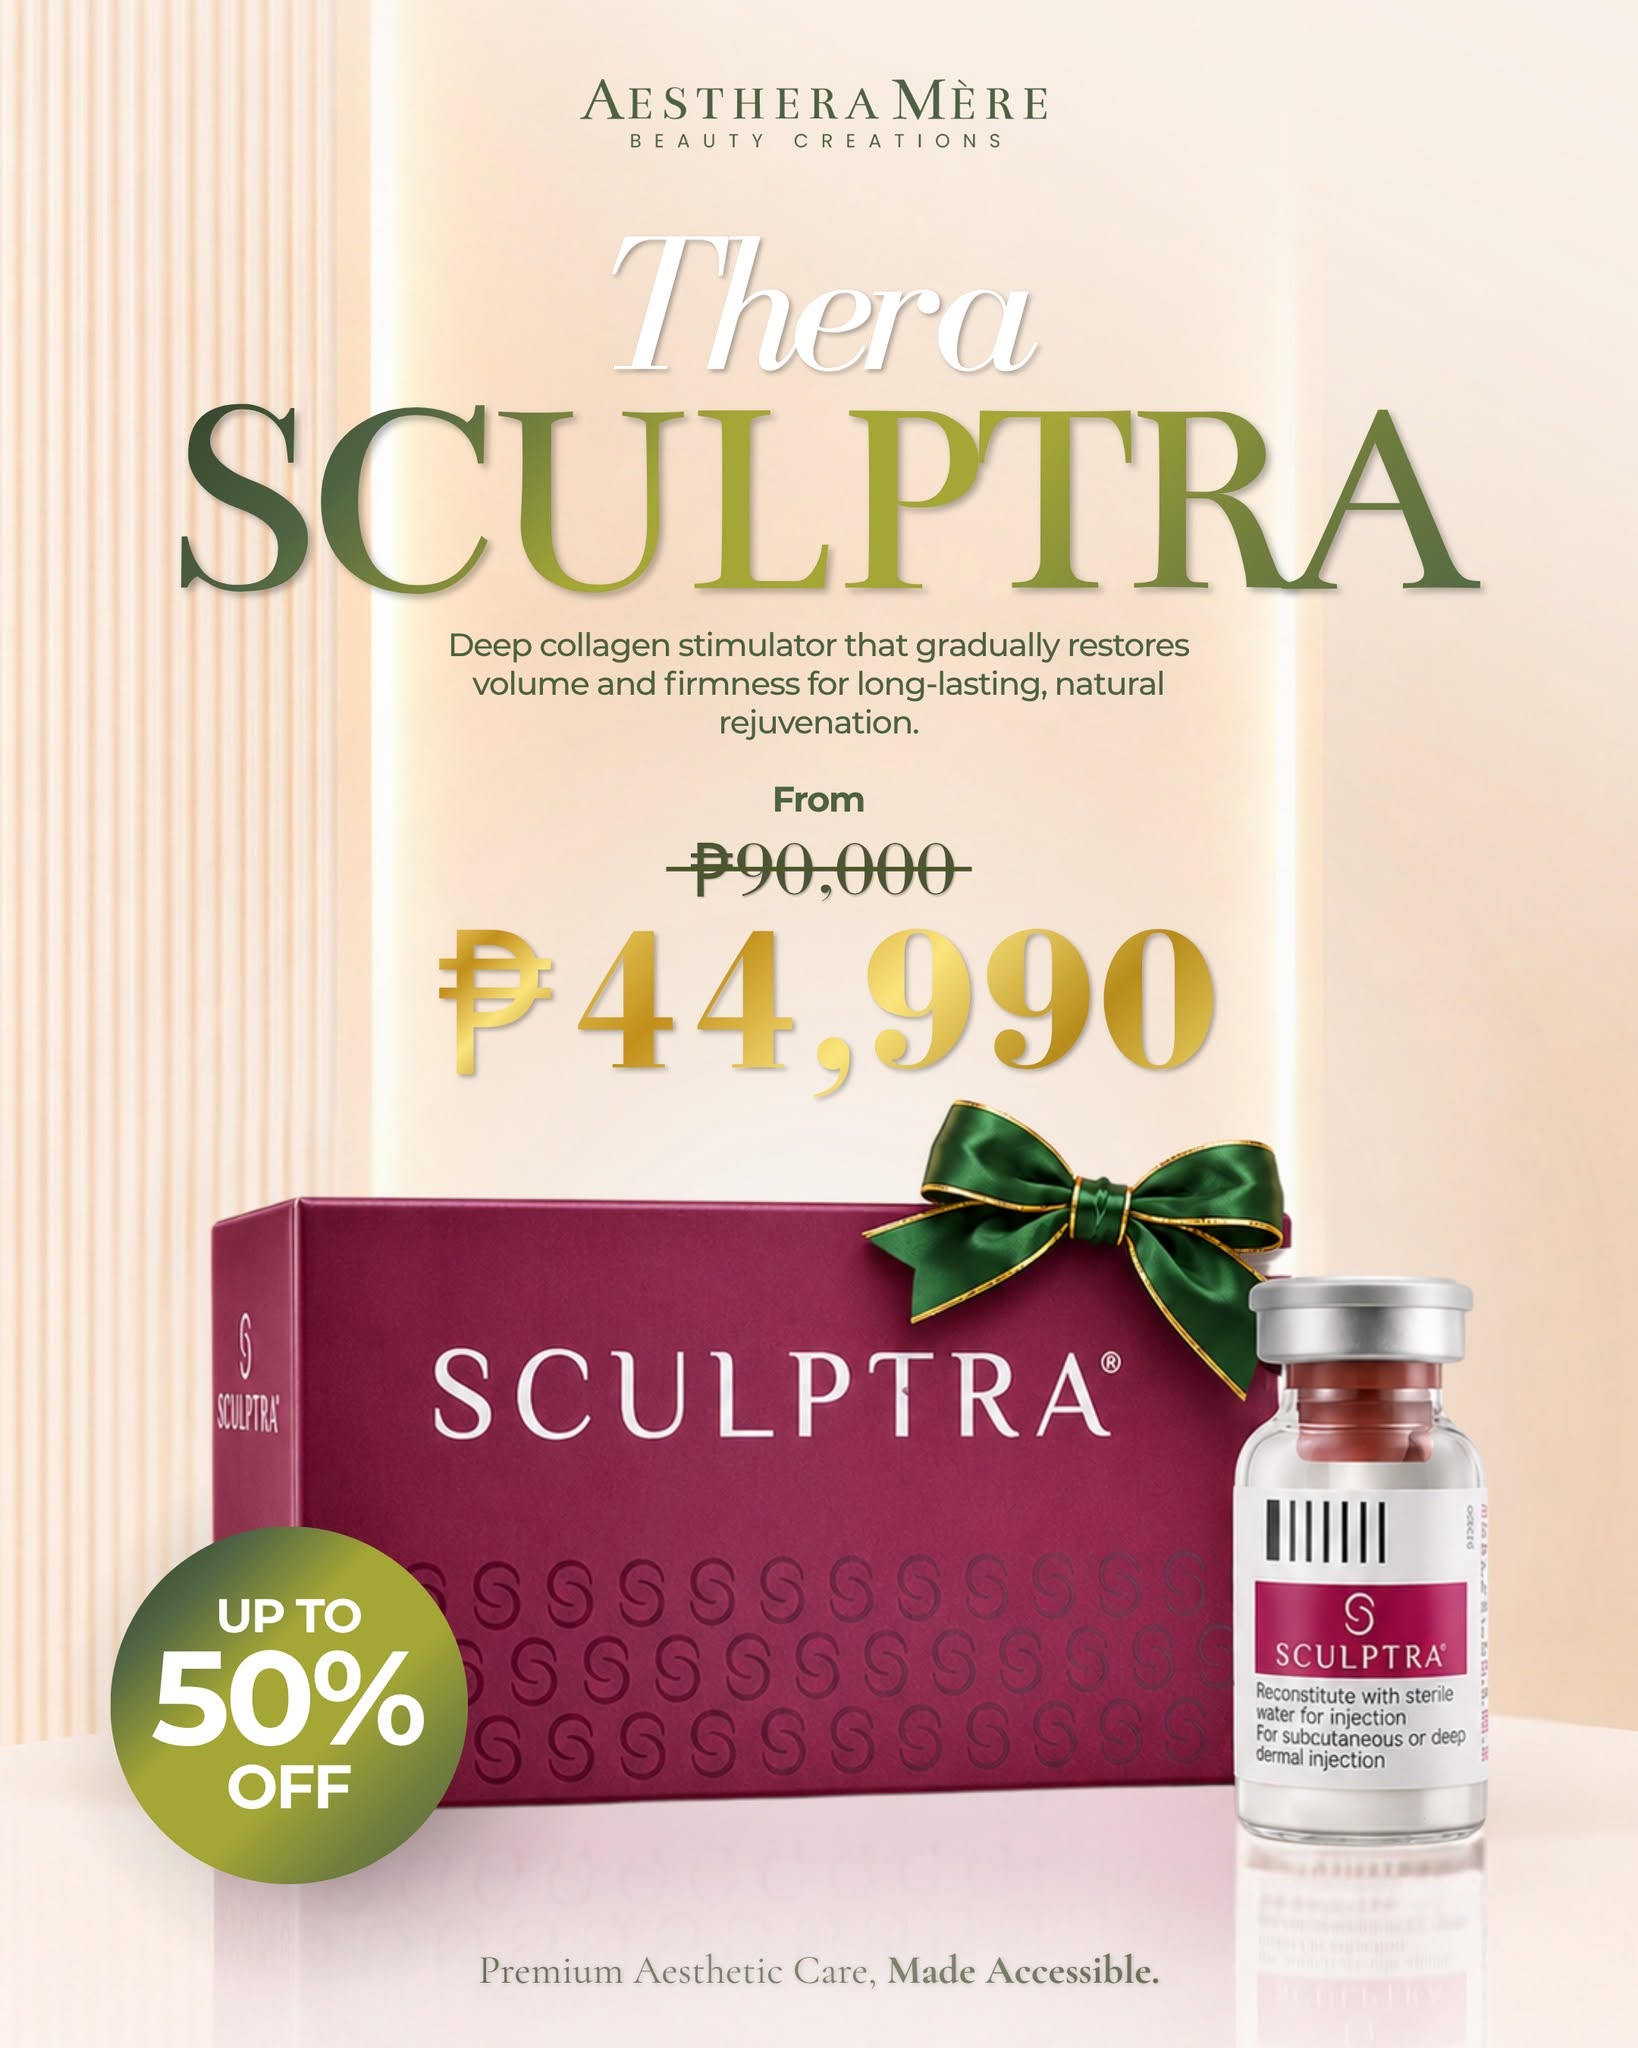 AESTHERA MÈRE
BEAUTY CREATIONS
Thera
SCULPTRA
Deep collagen stimulator that gradually restores
volume and firmness for long-lasting, natural
rejuvenation.
From
₱90,000
₱44,990
SCULPTRA®
SCULPTRA®
UP TO
50%
OFF
SCULPTRA®
Reconstitute with sterile
water for injection
For subcutaneous or deep
dermal injection
Premium Aesthetic Care, Made Accessible.